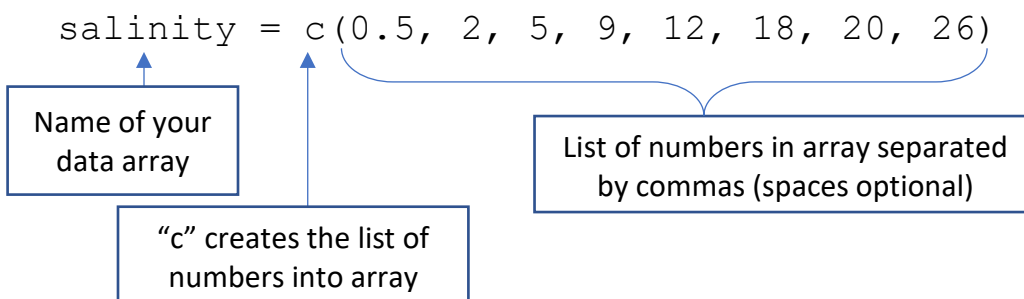 salinity = c(0.5, 2, 5, 9, 12, 18, 20, 26)
Name of your
data array
List of numbers in array separated
by commas (spaces optional)
“c” creates the list of
numbers into array